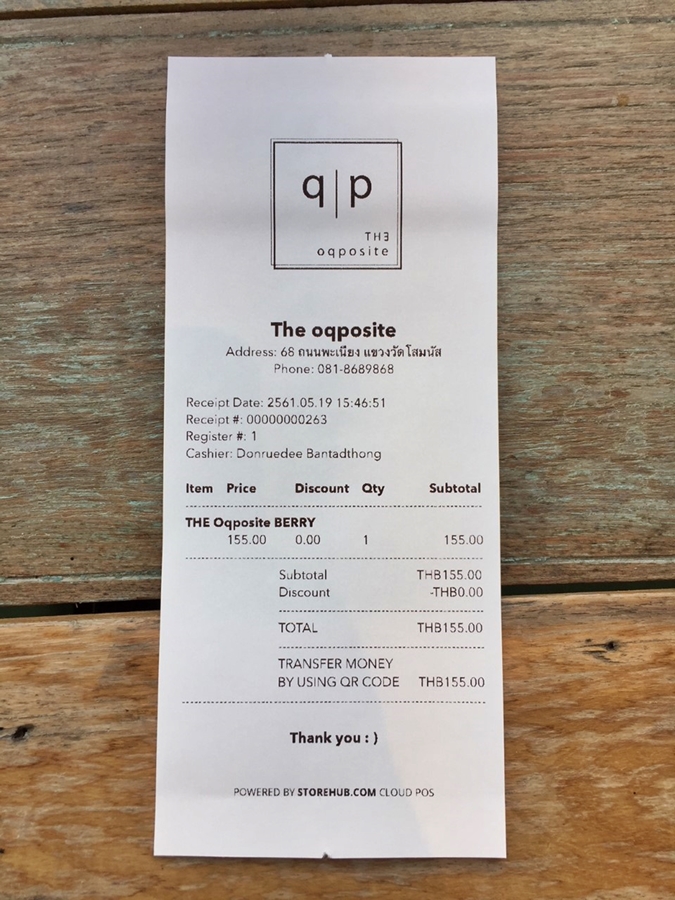 q|p
THƎ
oqposite
The oqposite
Address: 68 ถนนพะเนียง แขวงวัดโสมนัส
Phone: 081-8689868
Receipt Date: 2561.05.19 15:46:51
Receipt #: 00000000263
Register #: 1
Cashier: Donruedee Bantadthong
Item Price Discount Qty Subtotal
THE Oqposite BERRY
155.00 0.00 1 155.00
Subtotal THB155.00
Discount -THB0.00
TOTAL THB155.00
TRANSFER MONEY
BY USING QR CODE THB155.00
Thank you : )
POWERED BY STOREHUB.COM CLOUD POS